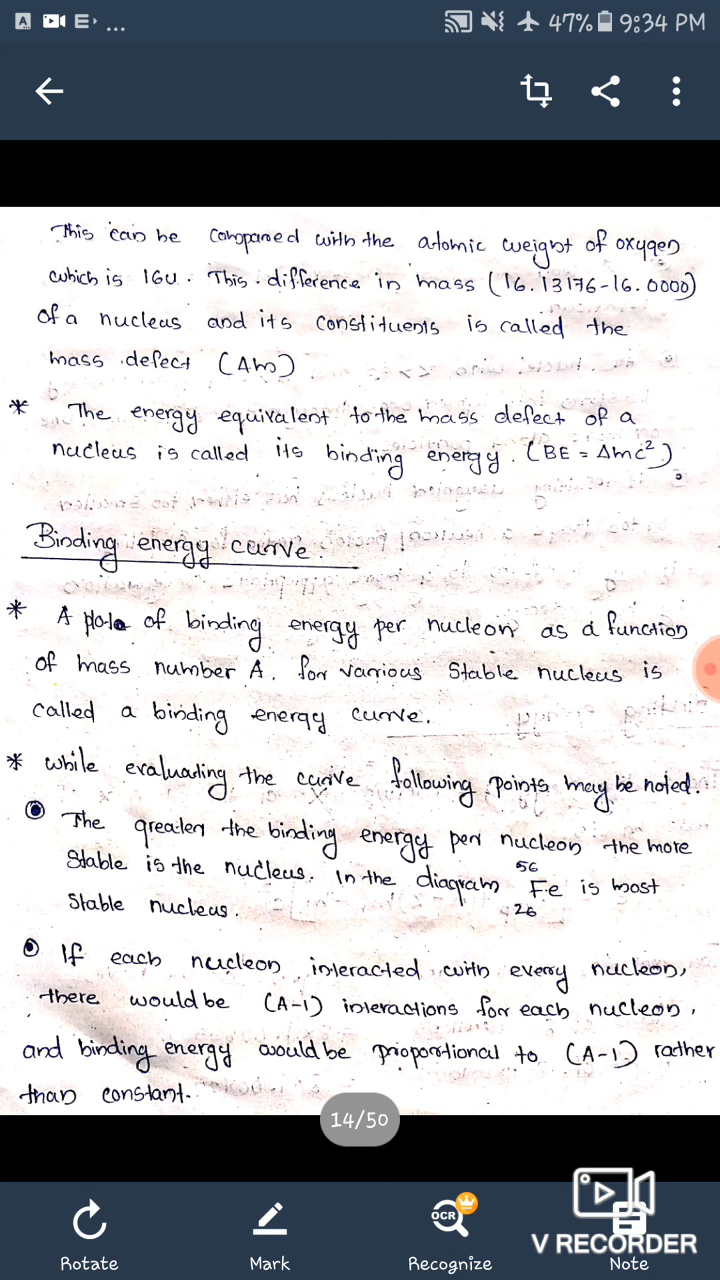 A E ...
47% 9:34 PM
This can be compared with the atomic weight of oxygen
which is 16u. This difference in mass (16.13176-16.0000)
of a nucleus and its constituents is called the
mass defect (Δm)
* The energy equivalent to the mass defect of a
nucleus is called its binding energy. (BE = Δmc²).
Binding energy curve.
* A of binding energy per nucleon as a function
of mass number A. for various Stable nucleus is
called a binding energy curve.
* while evaluating the curve following points may be noted.
The greater the binding energy per nucleon the more
Stable is the nucleus. In the diagram ⁵⁶₂₆Fe is most
Stable nucleus.
If each nucleon interacted with every nucleon,
there would be (A-1) interactions for each nucleon,
and binding energy would be proportional to (A-1) rather
than constant.
14/50
OCR
V RECORDER
Rotate Mark Recognize Note